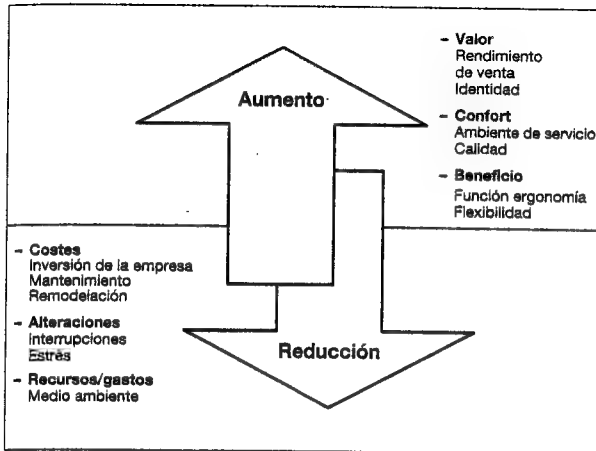 Aumento
- Valor
Rendimiento
de venta
Identidad
- Confort
Ambiente de servicio
Calidad
- Beneficio
Función ergonomía
Flexibilidad
- Costes
Inversión de la empresa
Mantenimiento
Remodelación
- Alteraciones
Interrupciones
Estrés
- Recursos/gastos
Medio ambiente
Reducción